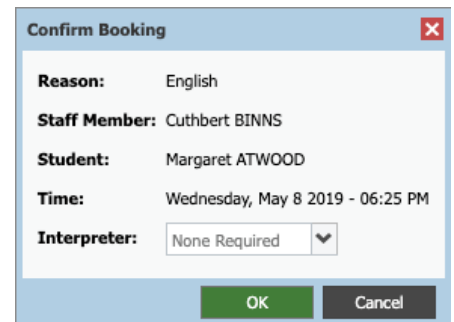 Confirm Booking
Reason: English
Staff Member: Cuthbert BINNS
Student: Margaret ATWOOD
Time: Wednesday, May 8 2019 - 06:25 PM
Interpreter: None Required
OK Cancel